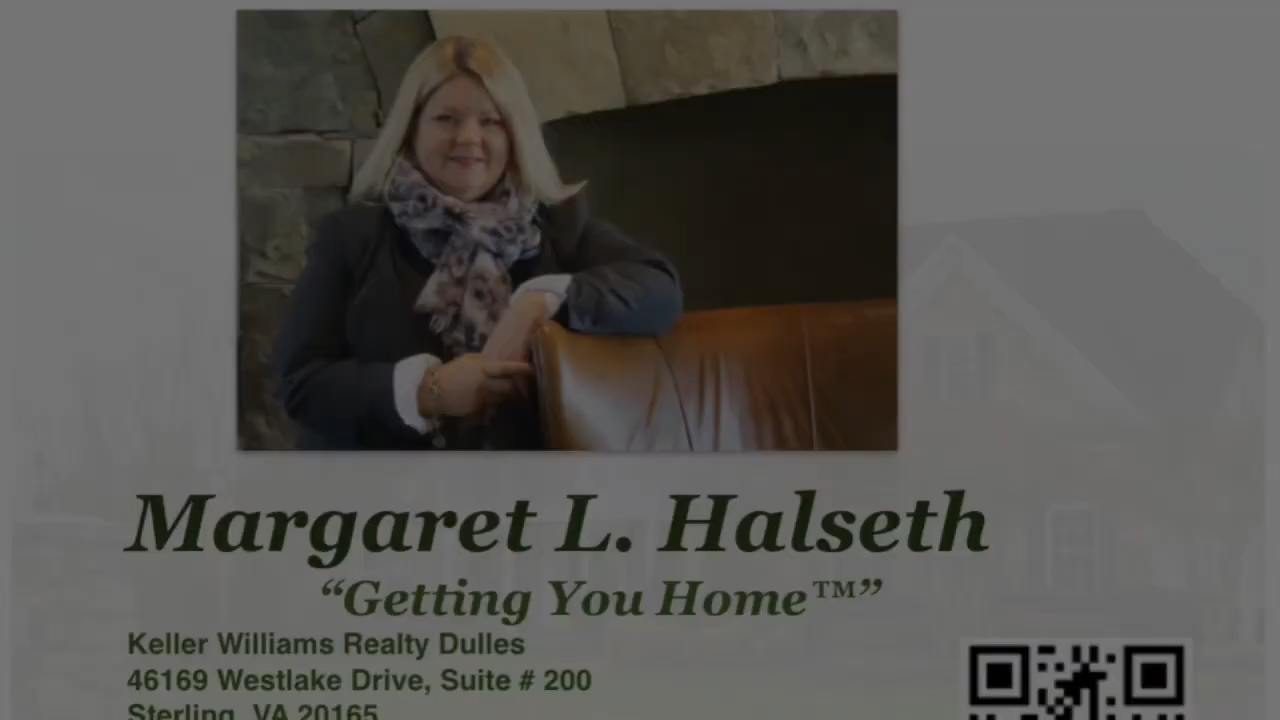 Margaret L. Halseth
“Getting You Home™”
Keller Williams Realty Dulles
46169 Westlake Drive, Suite # 200
Sterling, VA 20165